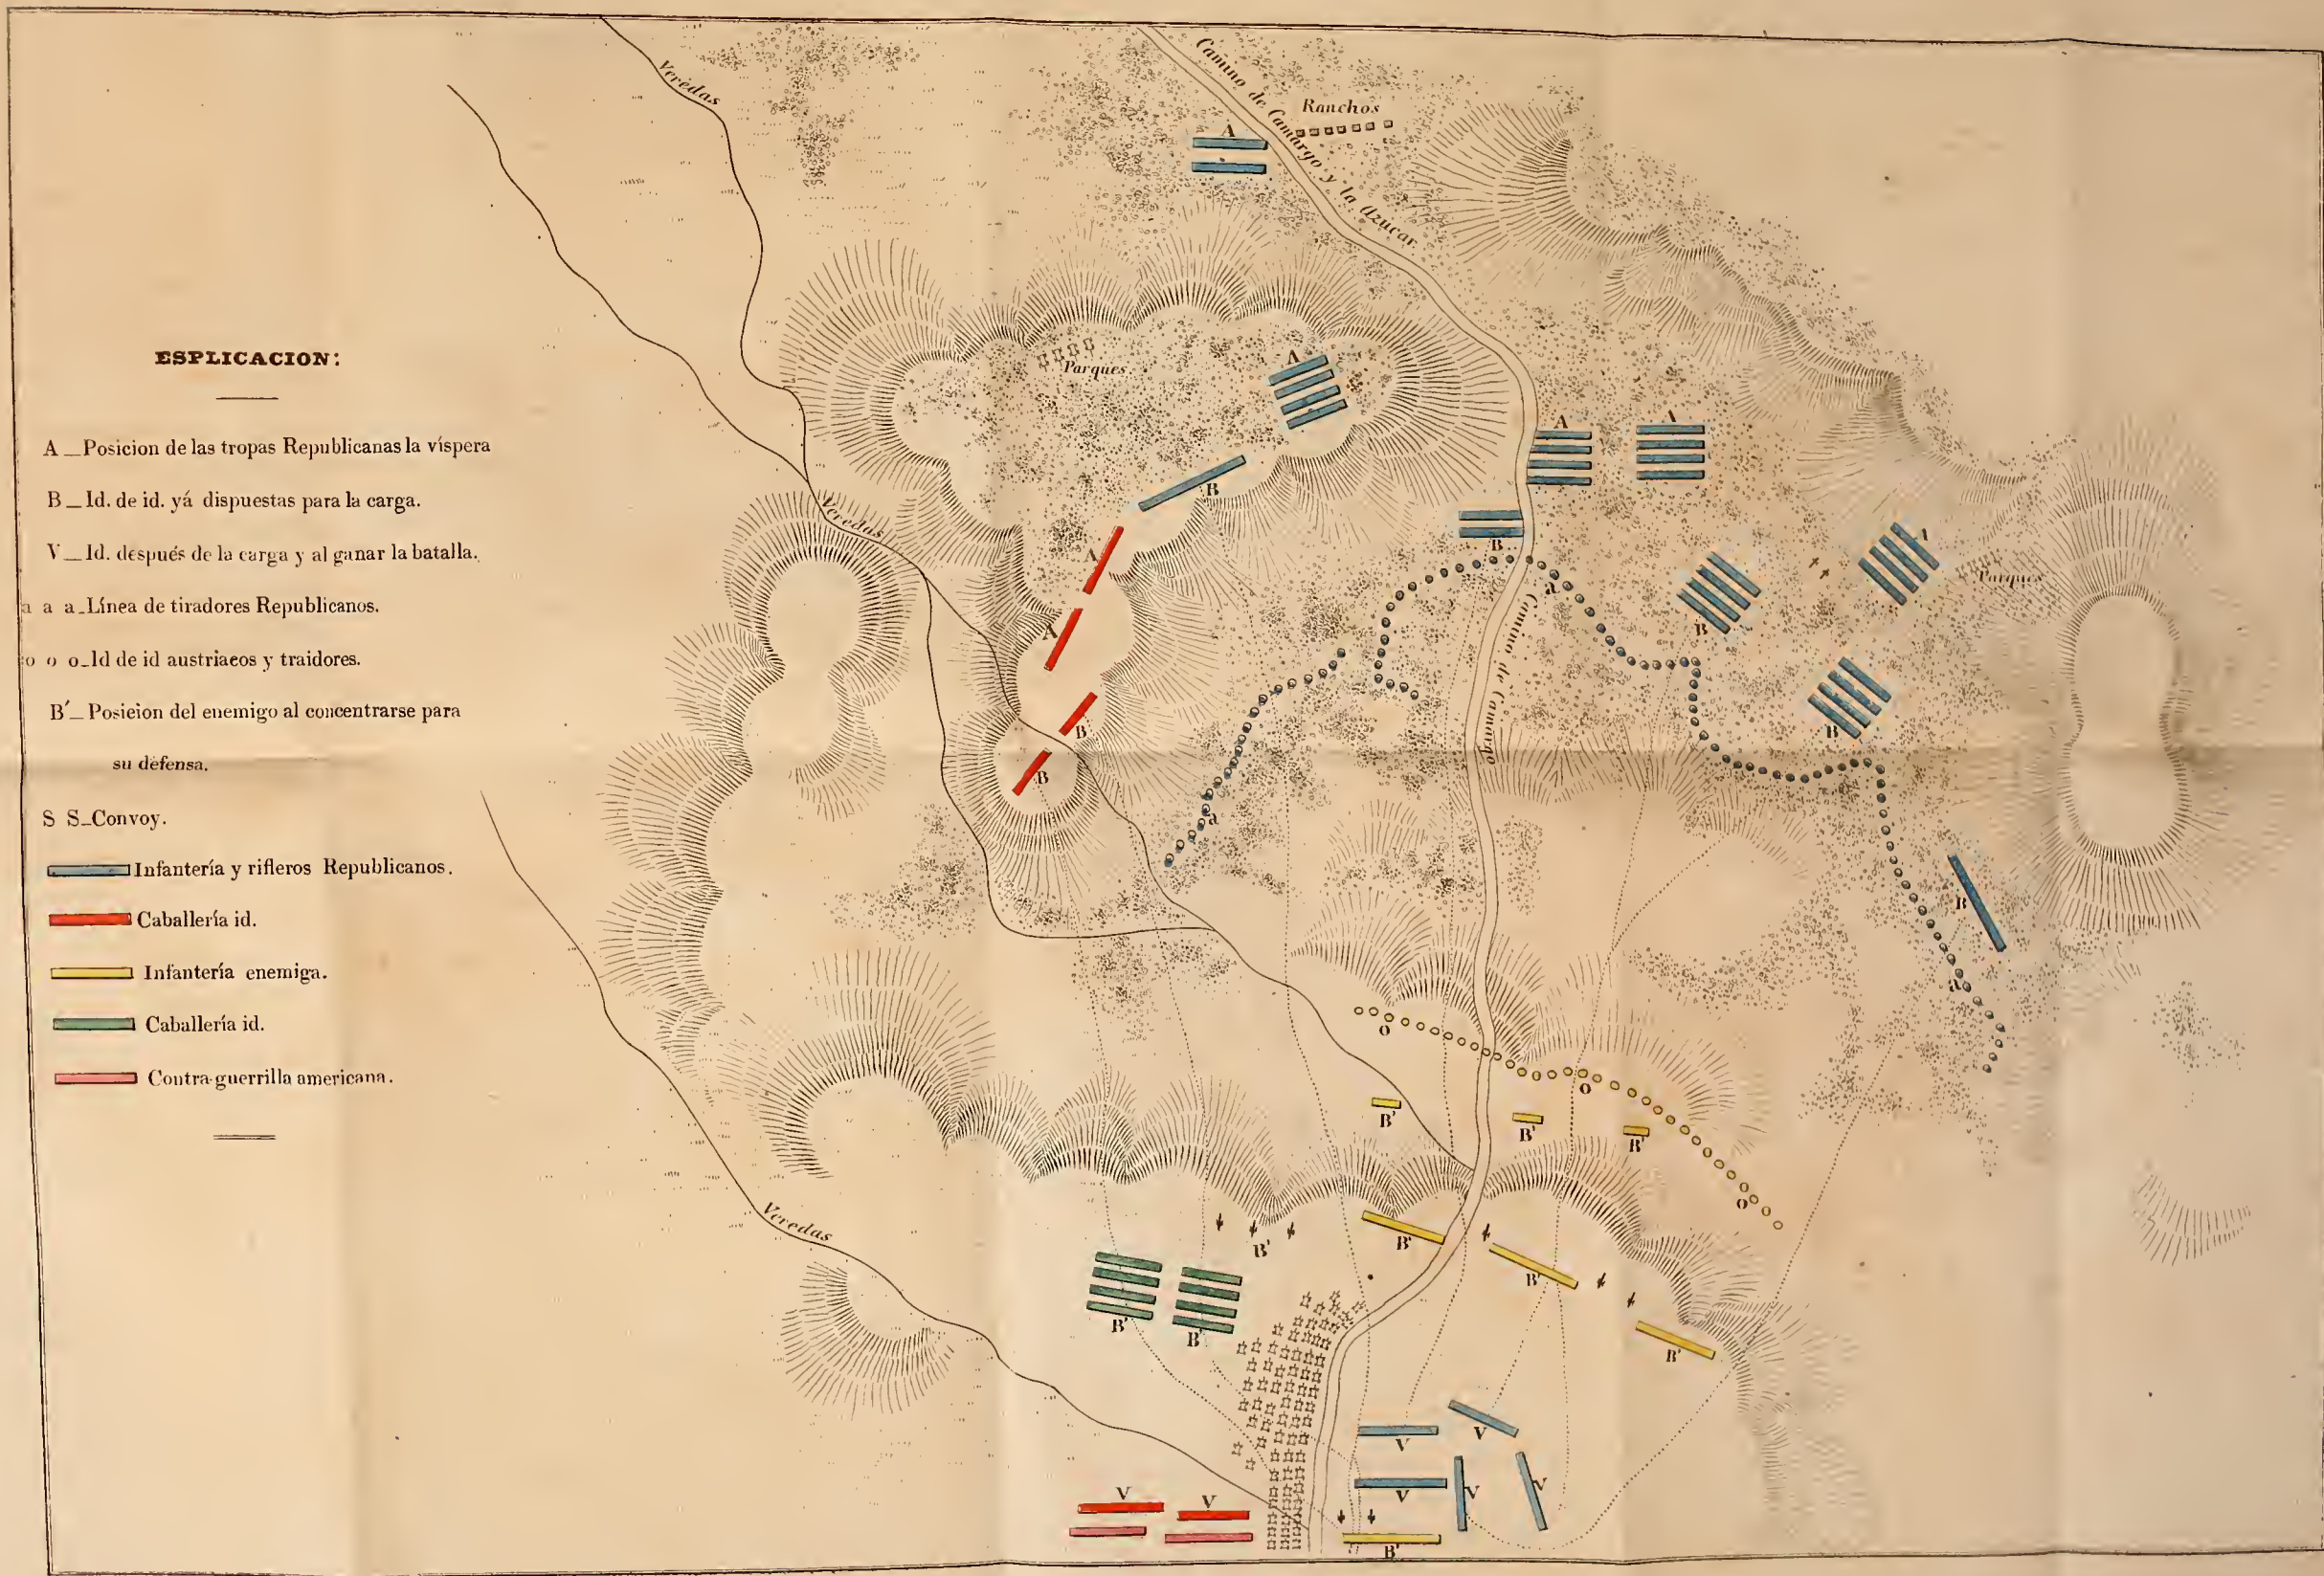 ESPLICACION:
A _ Posicion de las tropas Republicanas la víspera
B _ Id. de id. yá dispuestas para la carga.
V _ Id. después de la carga y al ganar la batalla.
a a a _ Línea de tiradores Republicanos.
o o o _ Id de id austriacos y traidores.
B' _ Posicion del enemigo al concentrarse para
su defensa.
S S _ Convoy.
Infantería y rifleros Republicanos.
Caballería id.
Infantería enemiga.
Caballería id.
Contra-guerrilla americana.
Veredas
Camino de Camargo y la Azucar
Ranchos
A
Parques
A
A
A
B
Veredas
B
A
A
Parques
a
B
A
Camino de Camargo
B
B
B
a
B
a
o
o
B'
B'
B'
o
Veredas
B'
B'
B'
B'
B'
B'
V
V
V
V
V
V
V
B'